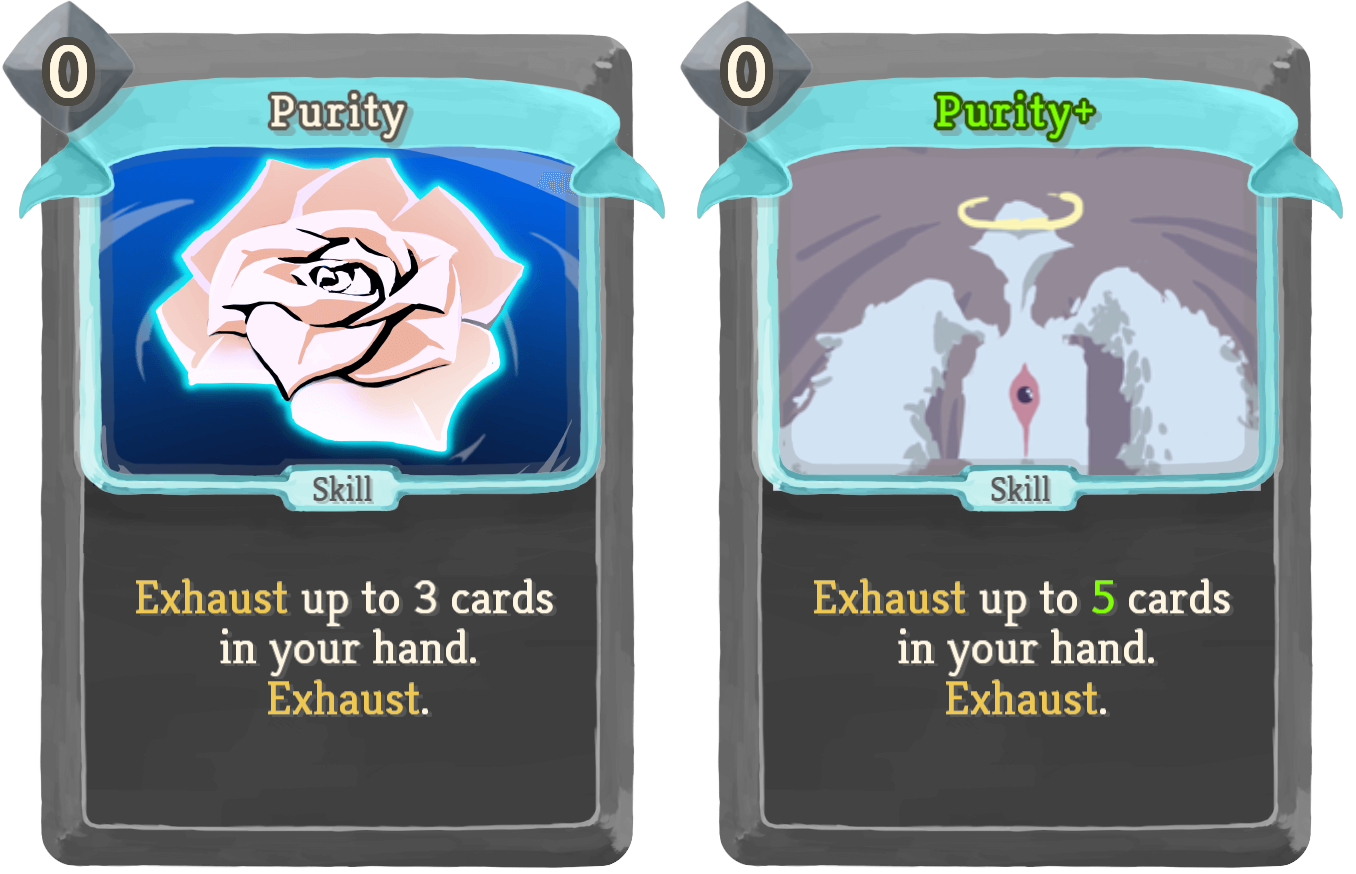 0
Purity
Skill
Exhaust up to 3 cards
in your hand.
Exhaust.
0
Purity+
Skill
Exhaust up to 5 cards
in your hand.
Exhaust.